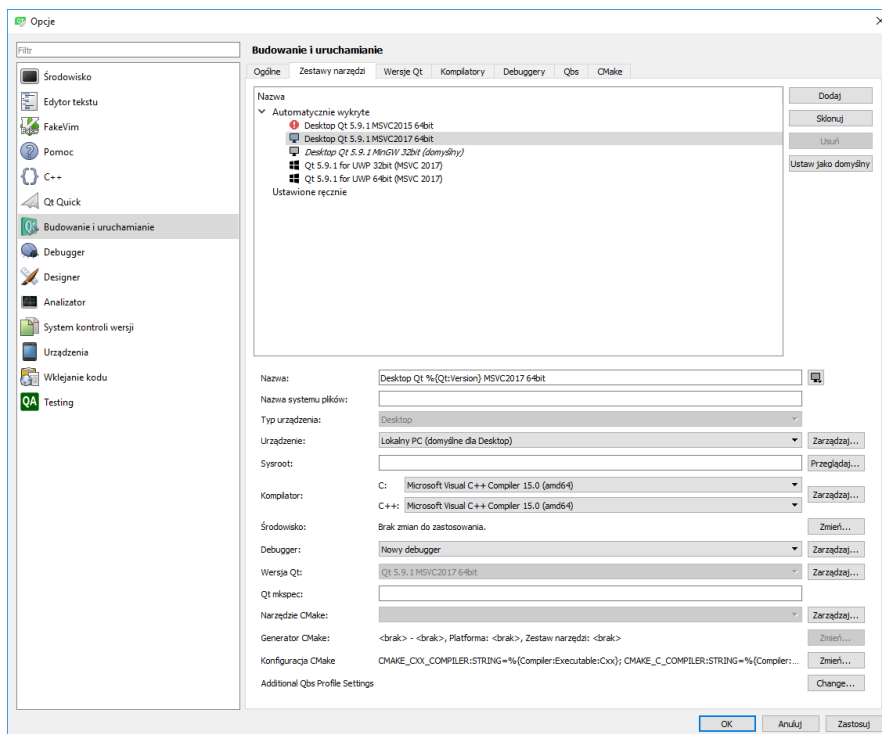 Opcje
Filtr
Budowanie i uruchamianie
Środowisko
Edytor tekstu
FakeVim
Pomoc
C++
Qt Quick
Budowanie i uruchamianie
Debugger
Designer
Analizator
System kontroli wersji
Urządzenia
Wklejanie kodu
QA Testing
Ogólne Zestawy narzędzi Wersje Qt Kompilatory Debuggery Qbs CMake
Nazwa
Automatycznie wykryte
Desktop Qt 5.9.1 MSVC2015 64bit
Desktop Qt 5.9.1 MSVC2017 64bit
Desktop Qt 5.9.1 MinGW 32bit (domyślny)
Qt 5.9.1 for UWP 32bit (MSVC 2017)
Qt 5.9.1 for UWP 64bit (MSVC 2017)
Ustawione ręcznie
Dodaj
Sklonuj
Usuń
Ustaw jako domyślny
Nazwa: Desktop Qt %{Qt:Version} MSVC2017 64bit
Nazwa systemu plików:
Typ urządzenia: Desktop
Urządzenie: Lokalny PC (domyślne dla Desktop) Zarządzaj...
Sysroot: Przeglądaj...
Kompilator: C: Microsoft Visual C++ Compiler 15.0 (amd64) Zarządzaj...
C++: Microsoft Visual C++ Compiler 15.0 (amd64)
Środowisko: Brak zmian do zastosowania. Zmień...
Debugger: Nowy debugger Zarządzaj...
Wersja Qt: Qt 5.9.1 MSVC2017 64bit Zarządzaj...
Qt mkspec:
Narzędzie CMake: Zarządzaj...
Generator CMake: <brak> - <brak>, Platforma: <brak>, Zestaw narzędzi: <brak> Zmień...
Konfiguracja CMake CMAKE_CXX_COMPILER:STRING=%{Compiler:Executable:Cxx}; CMAKE_C_COMPILER:STRING=%{Compiler:... Zmień...
Additional Qbs Profile Settings Change...
OK Anuluj Zastosuj